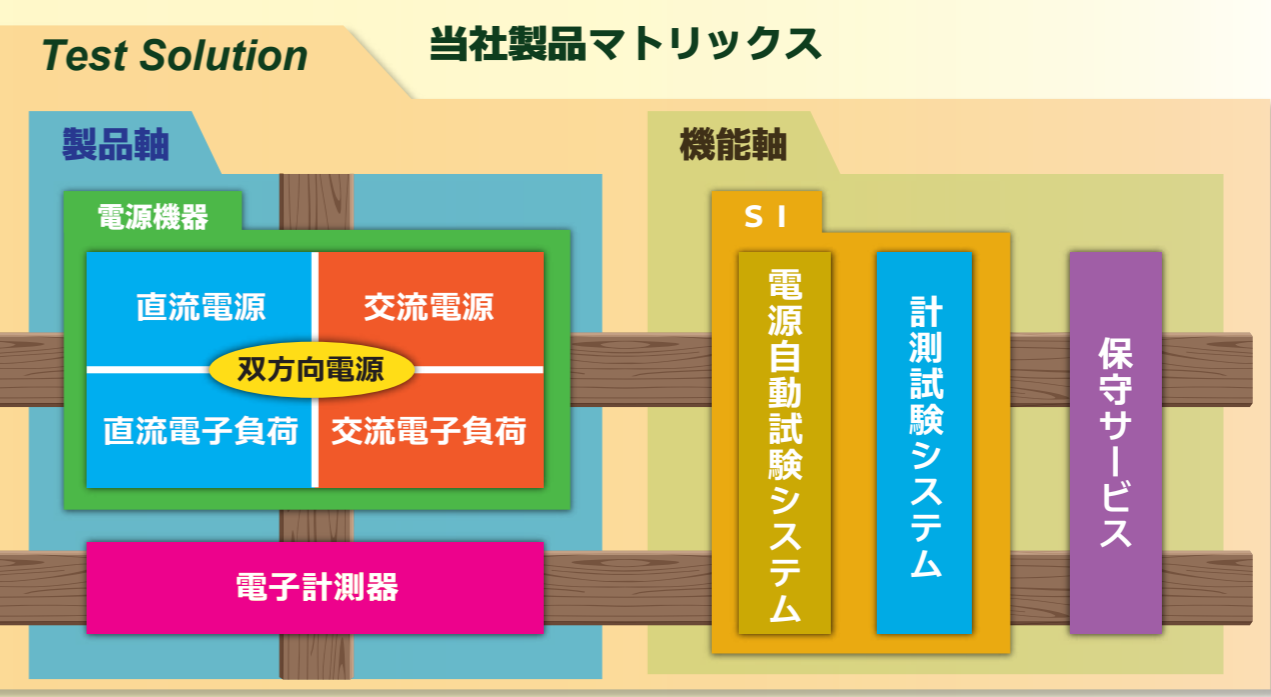 Test Solution
当社製品マトリックス
製品軸
電源機器
直流電源
交流電源
双方向電源
直流電子負荷
交流電子負荷
電子計測器
機能軸
ＳＩ
電源自動試験システム
計測試験システム
保守サービス